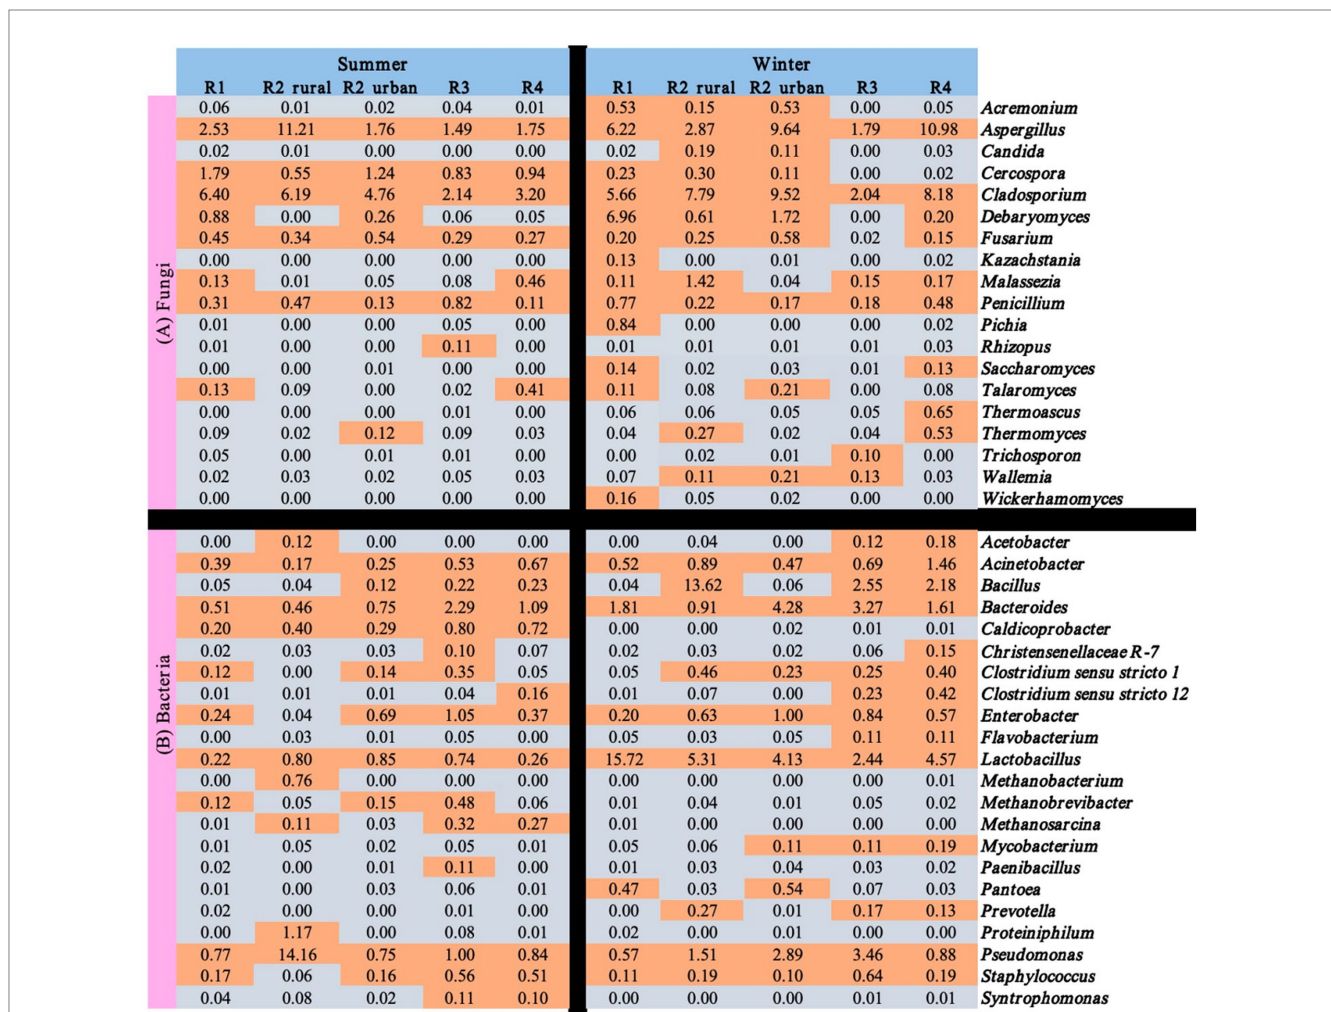 Summer Winter
R1 R2 rural R2 urban R3 R4 R1 R2 rural R2 urban R3 R4
(A) Fungi
0.06 0.01 0.02 0.04 0.01 0.53 0.15 0.53 0.00 0.05 Acremonium
2.53 11.21 1.76 1.49 1.75 6.22 2.87 9.64 1.79 10.98 Aspergillus
0.02 0.01 0.00 0.00 0.00 0.02 0.19 0.11 0.00 0.03 Candida
1.79 0.55 1.24 0.83 0.94 0.23 0.30 0.11 0.00 0.02 Cercospora
6.40 6.19 4.76 2.14 3.20 5.66 7.79 9.52 2.04 8.18 Cladosporium
0.88 0.00 0.26 0.06 0.05 6.96 0.61 1.72 0.00 0.20 Debaryomyces
0.45 0.34 0.54 0.29 0.27 0.20 0.25 0.58 0.02 0.15 Fusarium
0.00 0.00 0.00 0.00 0.00 0.13 0.00 0.01 0.00 0.02 Kazachstania
0.13 0.01 0.05 0.08 0.46 0.11 1.42 0.04 0.15 0.17 Malassezia
0.31 0.47 0.13 0.82 0.11 0.77 0.22 0.17 0.18 0.48 Penicillium
0.01 0.00 0.00 0.05 0.00 0.84 0.00 0.00 0.00 0.02 Pichia
0.01 0.00 0.00 0.11 0.00 0.01 0.01 0.01 0.01 0.03 Rhizopus
0.00 0.00 0.01 0.00 0.00 0.14 0.02 0.03 0.01 0.13 Saccharomyces
0.13 0.09 0.00 0.02 0.41 0.11 0.08 0.21 0.00 0.08 Talaromyces
0.00 0.00 0.00 0.01 0.00 0.06 0.06 0.05 0.05 0.65 Thermoascus
0.09 0.02 0.12 0.09 0.03 0.04 0.27 0.02 0.04 0.53 Thermomyces
0.05 0.00 0.01 0.01 0.00 0.00 0.02 0.01 0.10 0.00 Trichosporon
0.02 0.03 0.02 0.05 0.03 0.07 0.11 0.21 0.13 0.03 Wallemia
0.00 0.00 0.00 0.00 0.00 0.16 0.05 0.02 0.00 0.00 Wickerhamomyces
(B) Bacteria
0.00 0.12 0.00 0.00 0.00 0.00 0.04 0.00 0.12 0.18 Acetobacter
0.39 0.17 0.25 0.53 0.67 0.52 0.89 0.47 0.69 1.46 Acinetobacter
0.05 0.04 0.12 0.22 0.23 0.04 13.62 0.06 2.55 2.18 Bacillus
0.51 0.46 0.75 2.29 1.09 1.81 0.91 4.28 3.27 1.61 Bacteroides
0.20 0.40 0.29 0.80 0.72 0.00 0.00 0.02 0.01 0.01 Caldicoprobacter
0.02 0.03 0.03 0.10 0.07 0.02 0.03 0.02 0.06 0.15 Christensenellaceae R-7
0.12 0.00 0.14 0.35 0.05 0.05 0.46 0.23 0.25 0.40 Clostridium sensu stricto 1
0.01 0.01 0.01 0.04 0.16 0.01 0.07 0.00 0.23 0.42 Clostridium sensu stricto 12
0.24 0.04 0.69 1.05 0.37 0.20 0.63 1.00 0.84 0.57 Enterobacter
0.00 0.03 0.01 0.05 0.00 0.05 0.03 0.05 0.11 0.11 Flavobacterium
0.22 0.80 0.85 0.74 0.26 15.72 5.31 4.13 2.44 4.57 Lactobacillus
0.00 0.76 0.00 0.00 0.00 0.00 0.00 0.00 0.00 0.01 Methanobacterium
0.12 0.05 0.15 0.48 0.06 0.01 0.04 0.01 0.05 0.02 Methanobrevibacter
0.01 0.11 0.03 0.32 0.27 0.01 0.00 0.00 0.00 0.00 Methanosarcina
0.01 0.05 0.02 0.05 0.01 0.05 0.06 0.11 0.11 0.19 Mycobacterium
0.02 0.00 0.01 0.11 0.00 0.01 0.03 0.04 0.03 0.02 Paenibacillus
0.01 0.00 0.03 0.06 0.01 0.47 0.03 0.54 0.07 0.03 Pantoea
0.02 0.00 0.00 0.01 0.00 0.00 0.27 0.01 0.17 0.13 Prevotella
0.00 1.17 0.00 0.08 0.01 0.02 0.00 0.01 0.00 0.00 Proteiniphilum
0.77 14.16 0.75 1.00 0.84 0.57 1.51 2.89 3.46 0.88 Pseudomonas
0.17 0.06 0.16 0.56 0.51 0.11 0.19 0.10 0.64 0.19 Staphylococcus
0.04 0.08 0.02 0.11 0.10 0.00 0.00 0.00 0.01 0.01 Syntrophomonas